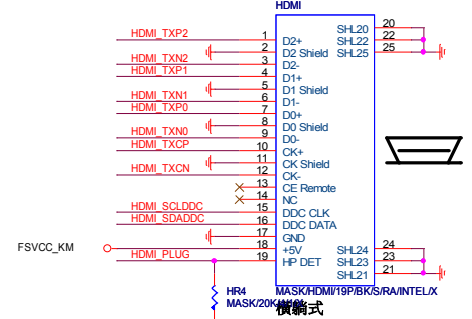 HDMI
HDMI_TXP2 1 D2+ SHL20 20
2 D2 Shield SHL22 22
HDMI_TXN2 3 D2- SHL25 25
HDMI_TXP1 4 D1+
5 D1 Shield
HDMI_TXN1 6 D1-
HDMI_TXP0 7 D0+
8 D0 Shield
HDMI_TXN0 9 D0-
HDMI_TXCP 10 CK+
11 CK Shield
HDMI_TXCN 12 CK-
13 CE Remote
14 NC
HDMI_SCLDDC 15 DDC CLK
HDMI_SDADDC 16 DDC DATA
17 GND
FSVCC_KM 18 +5V SHL24 24
HDMI_PLUG 19 HP DET SHL23 23
SHL21 21
HR4 MASK/HDMI/19P/BK/S/RA/INTEL/X
橫躺式